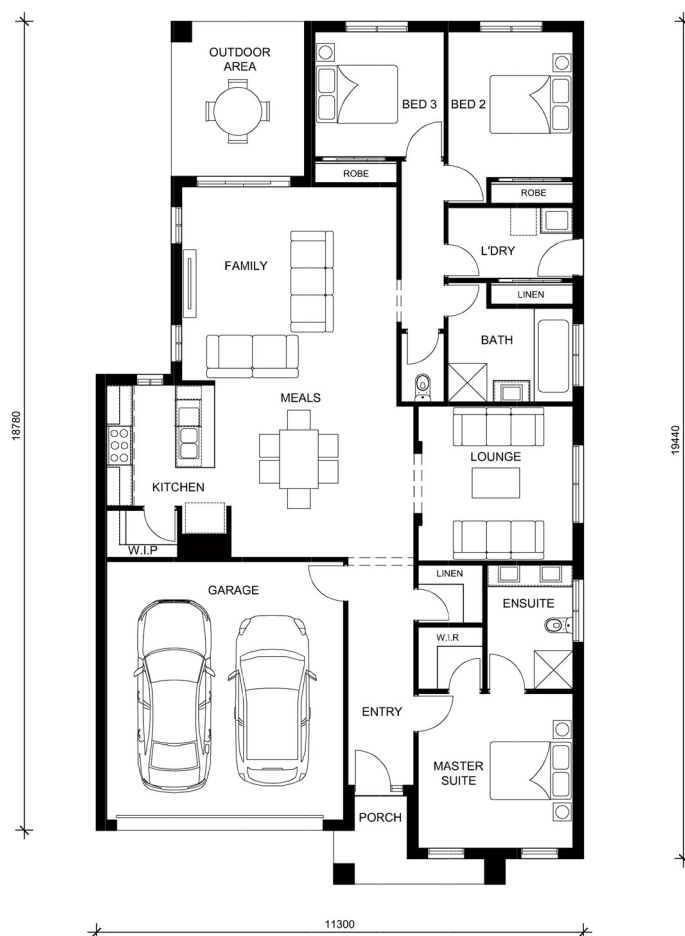 OUTDOOR
AREA
BED 3
BED 2
ROBE
ROBE
L'DRY
FAMILY
LINEN
BATH
MEALS
18780
19440
LOUNGE
KITCHEN
W.I.P
LINEN
GARAGE
ENSUITE
W.I.R
ENTRY
MASTER
SUITE
PORCH
11300